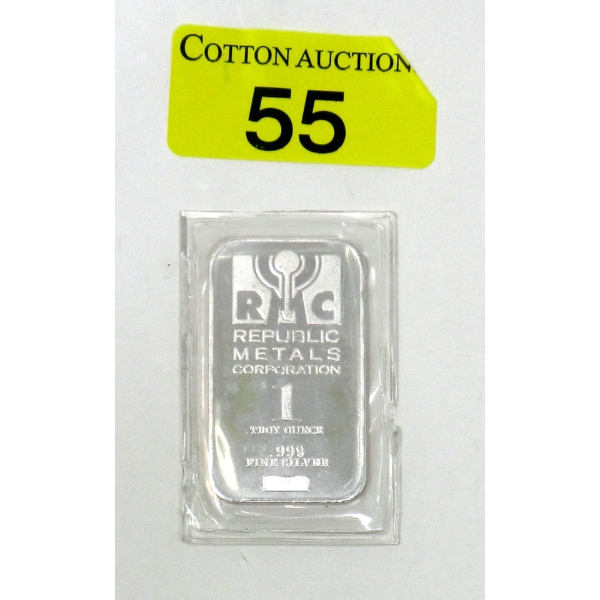 COTTON AUCTION
55
RMC
REPUBLIC
METALS
CORPORATION
1
TROY OUNCE
.999
FINE SILVER